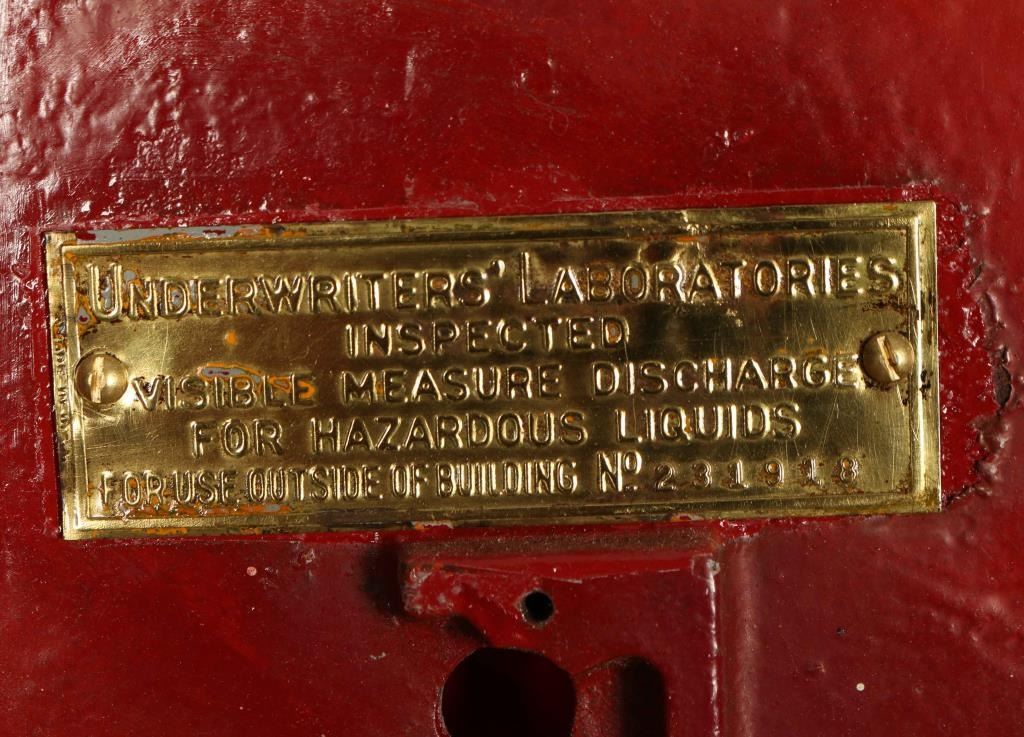 UNDERWRITERS' LABORATORIES
INSPECTED
VISIBLE MEASURE DISCHARGE
FOR HAZARDOUS LIQUIDS
FOR USE OUTSIDE OF BUILDING Nº 231918